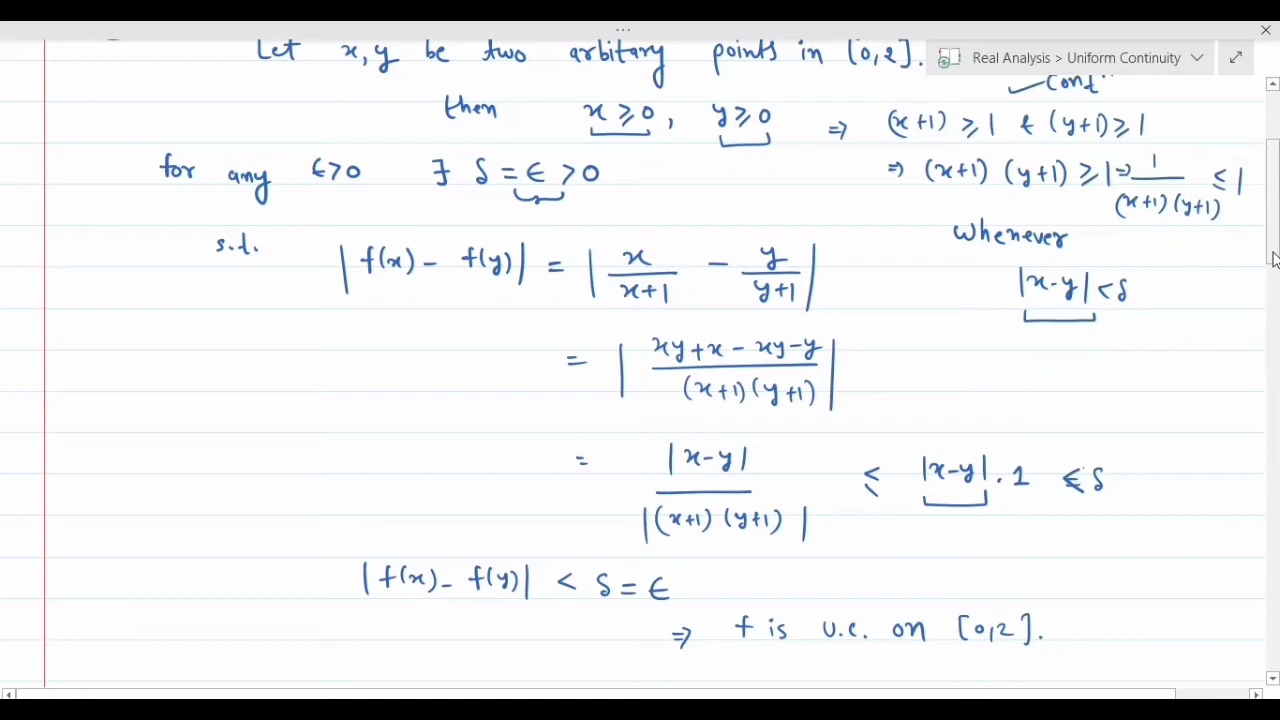 Let x, y be two arbitary points in [0,2].
Real Analysis > Uniform Continuity
Contⁿ
then x ≥ 0, y ≥ 0 ⇒ (x+1) ≥ 1 & (y+1) ≥ 1
for any ϵ>0 ∃ δ = ϵ > 0 ⇒ (x+1) (y+1) ≥ 1 ⇒ 1/((x+1)(y+1)) ≤ 1
s.t. whenever
|f(x) - f(y)| = | x/(x+1) - y/(y+1) | |x-y| < δ
= | (xy+x-xy-y)/((x+1)(y+1)) |
= |x-y|/|(x+1)(y+1)| ≤ |x-y| . 1 < δ
|f(x) - f(y)| < δ = ϵ
⇒ f is u.c. on [0,2].